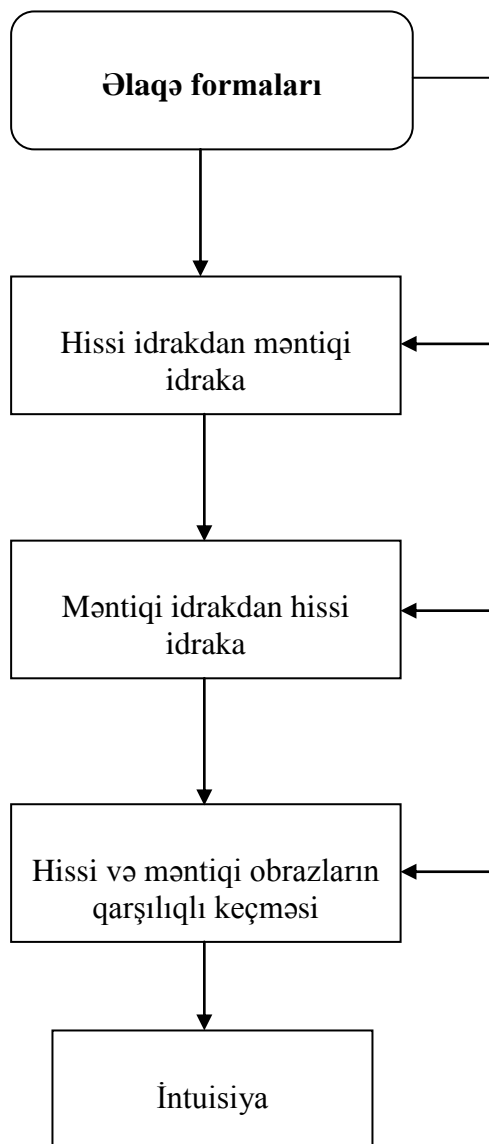 Əlaqə formaları
Hissi idrakdan məntiqi
idraka
Məntiqi idrakdan hissi
idraka
Hissi və məntiqi obrazların
qarşılıqlı keçməsi
İntuisiya